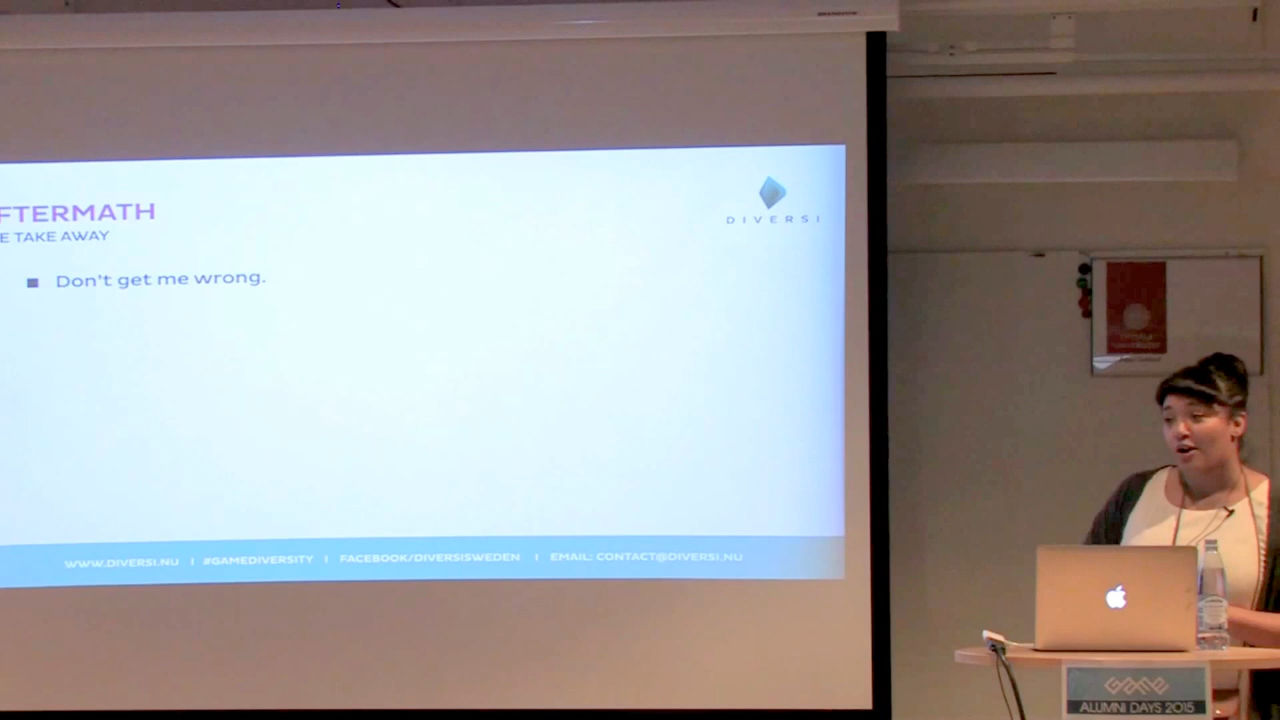 FTERMATH
E TAKE AWAY
DIVERSI
■ Don't get me wrong.
WWW.DIVERSI.NU I #GAMEDIVERSITY I FACEBOOK/DIVERSISWEDEN I EMAIL: CONTACT@DIVERSI.NU
GAME
ALUMNI DAYS 2015